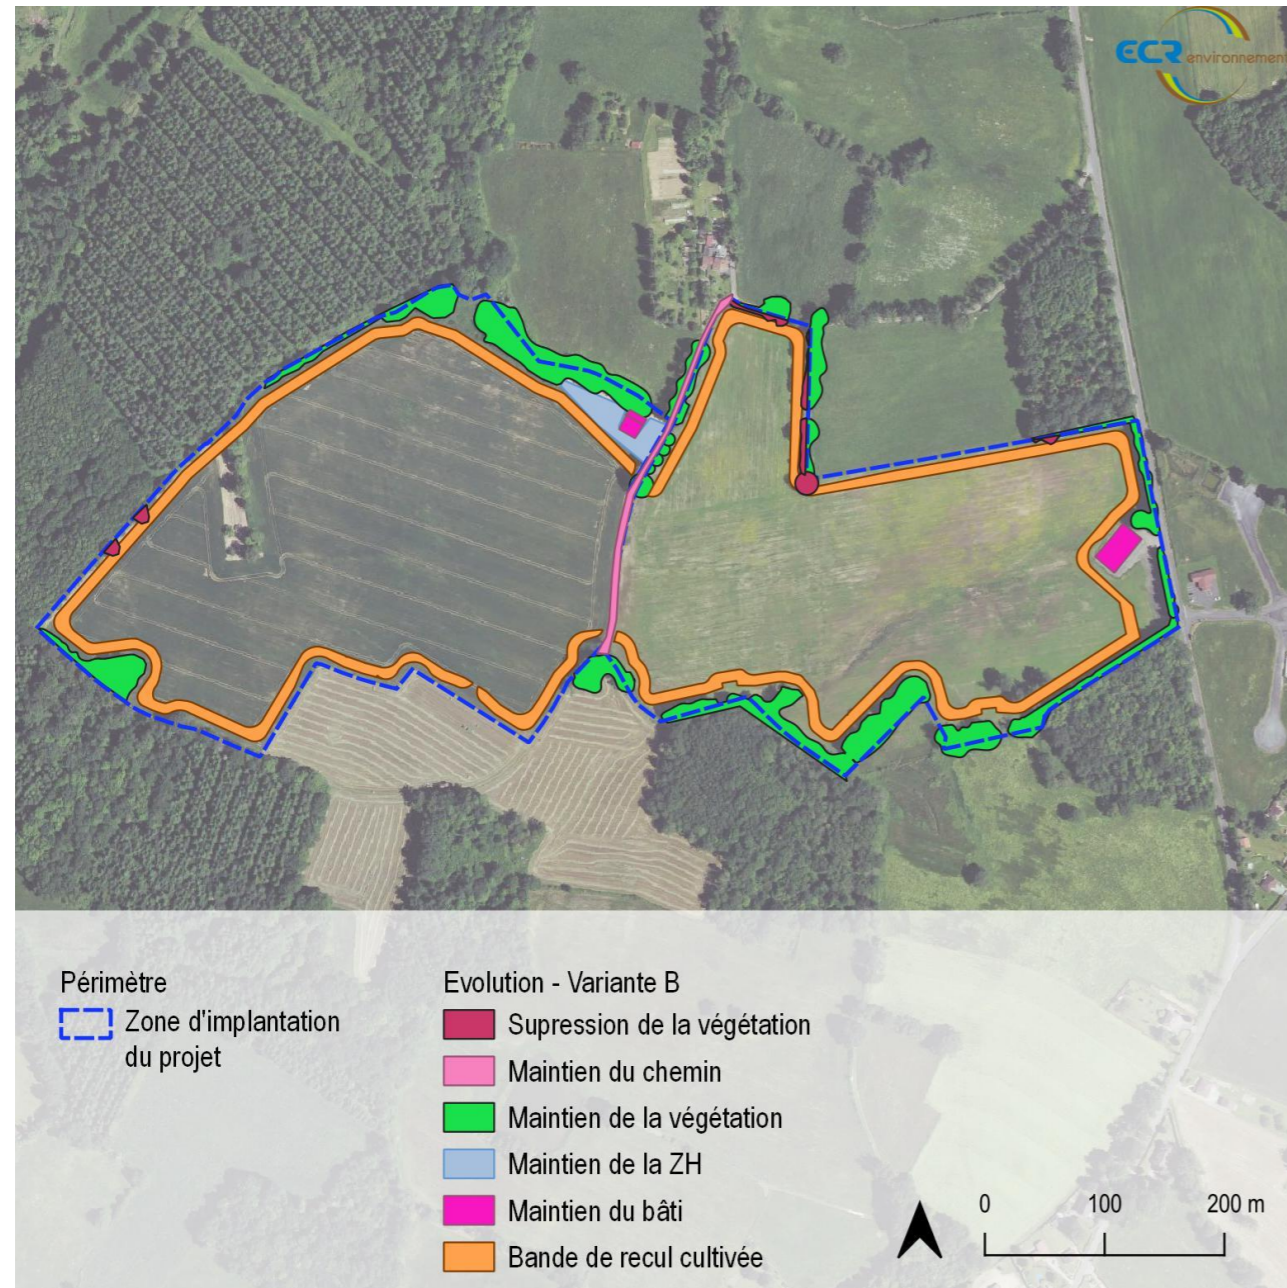 ECR environnement
Périmètre
Zone d'implantation
du projet
Evolution - Variante B
Supression de la végétation
Maintien du chemin
Maintien de la végétation
Maintien de la ZH
Maintien du bâti
Bande de recul cultivée
0 100 200 m